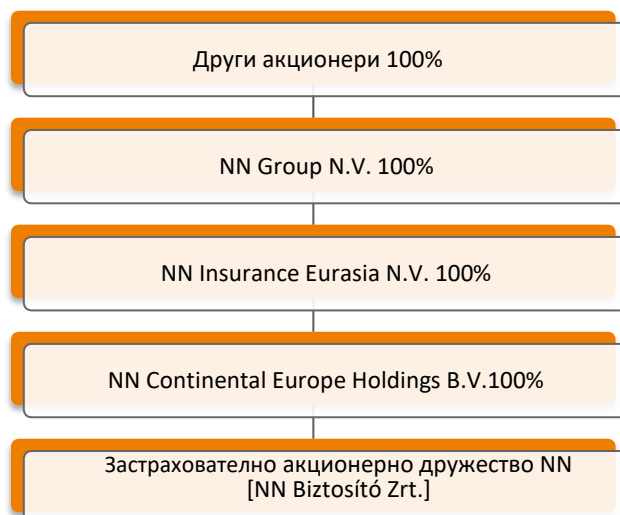 Други акционери 100%
NN Group N.V. 100%
NN Insurance Eurasia N.V. 100%
NN Continental Europe Holdings B.V.100%
Застрахователно акционерно дружество NN
[NN Biztosító Zrt.]